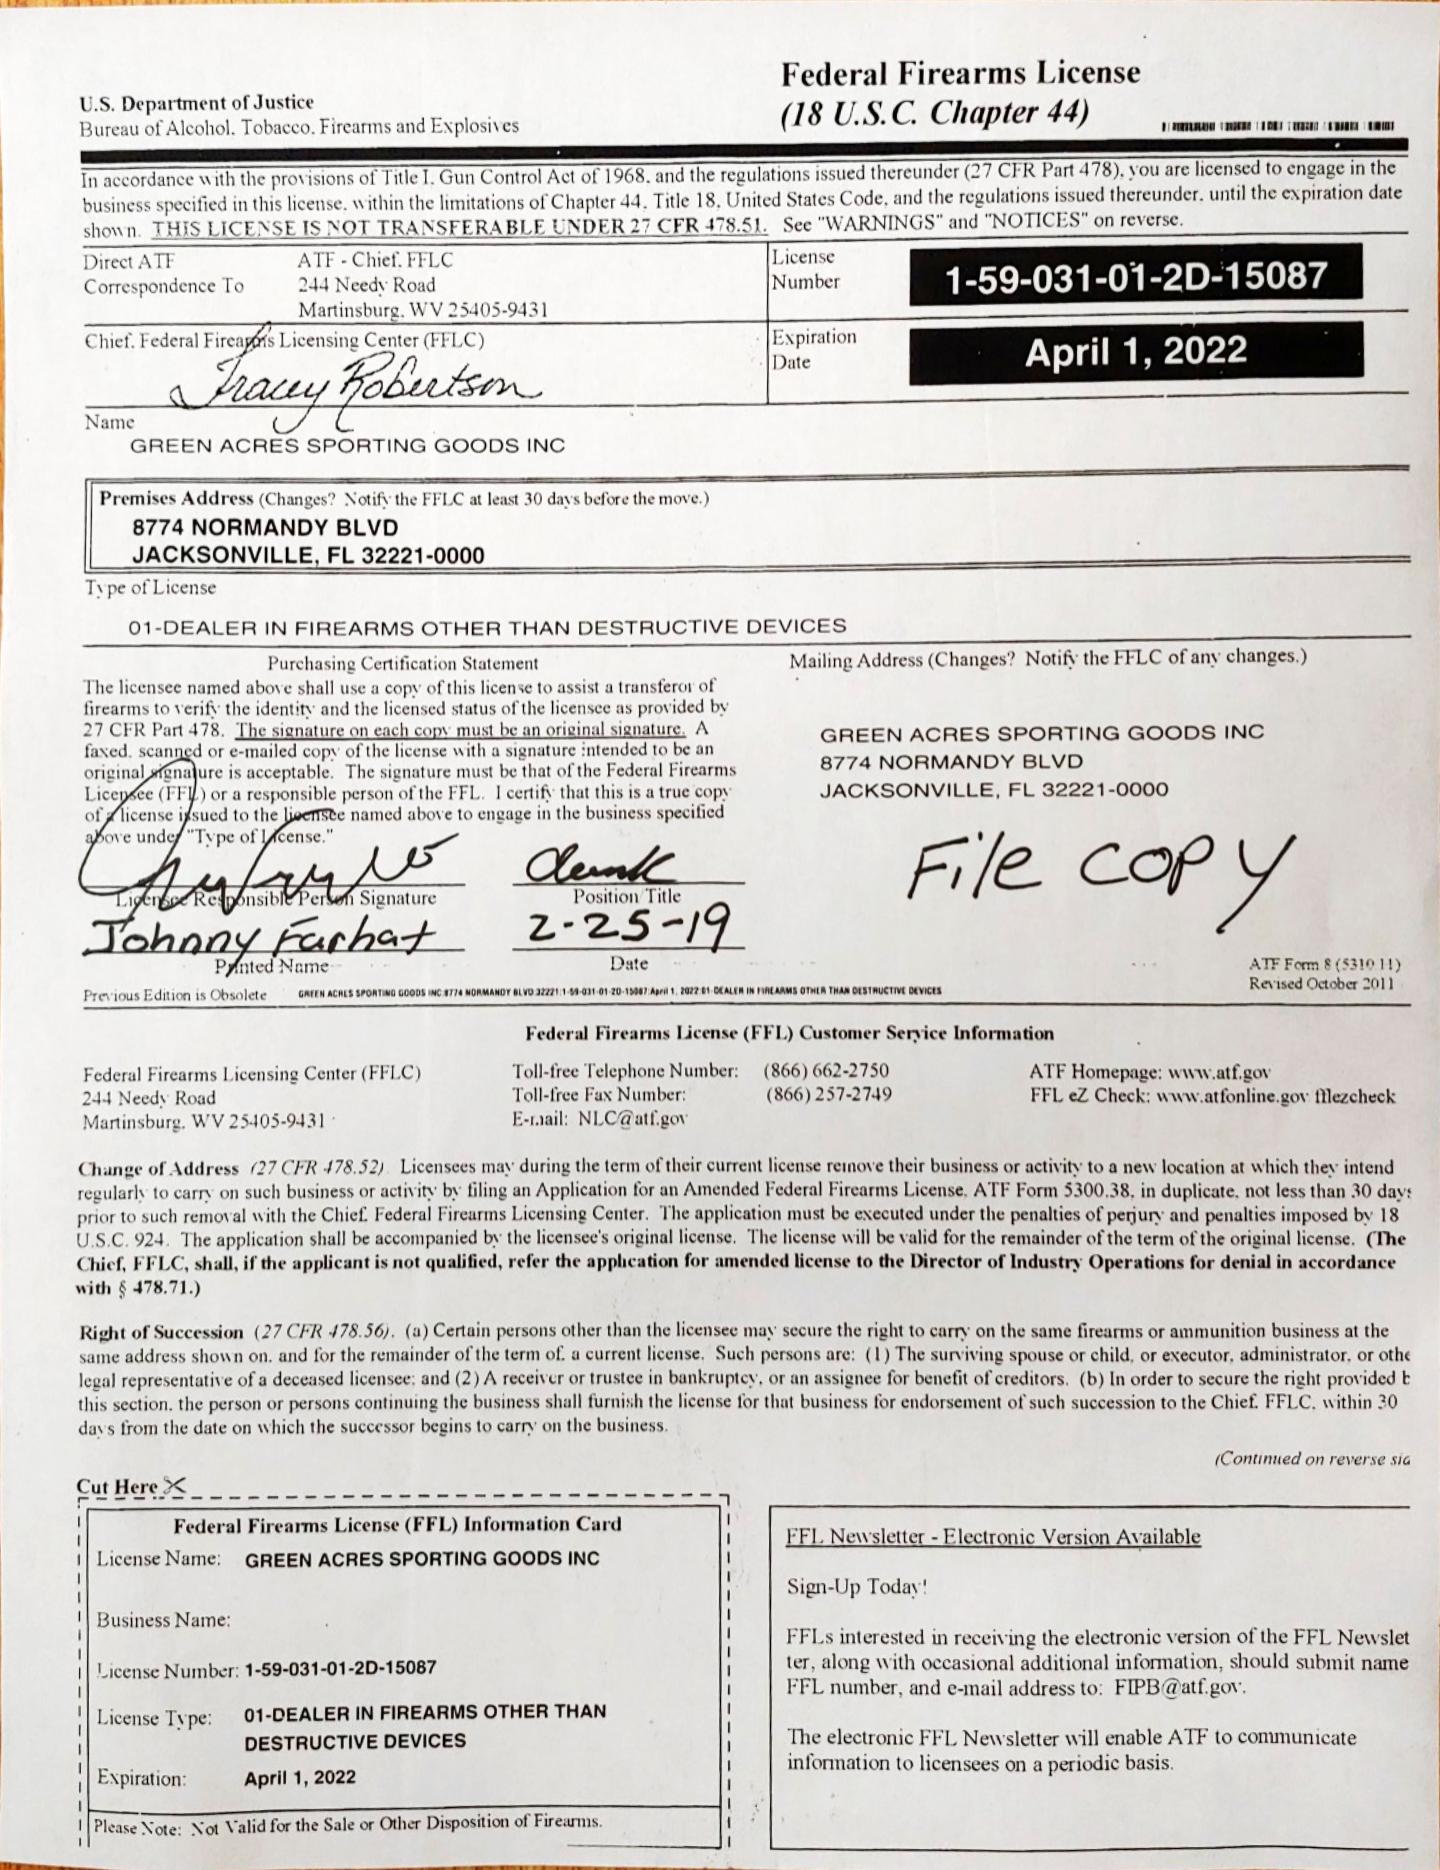 Federal Firearms License
(18 U.S.C. Chapter 44)
U.S. Department of Justice
Bureau of Alcohol, Tobacco, Firearms and Explosives
In accordance with the provisions of Title I, Gun Control Act of 1968, and the regulations issued thereunder (27 CFR Part 478), you are licensed to engage in the
business specified in this license, within the limitations of Chapter 44, Title 18, United States Code, and the regulations issued thereunder, until the expiration date
shown. THIS LICENSE IS NOT TRANSFERABLE UNDER 27 CFR 478.51. See "WARNINGS" and "NOTICES" on reverse.
Direct ATF ATF - Chief, FFLC
Correspondence To 244 Needy Road
Martinsburg, WV 25405-9431
License
Number
1-59-031-01-2D-15087
Chief, Federal Firearms Licensing Center (FFLC)
Tracey Robertson
Expiration
Date
April 1, 2022
Name
GREEN ACRES SPORTING GOODS INC
Premises Address (Changes? Notify the FFLC at least 30 days before the move.)
8774 NORMANDY BLVD
JACKSONVILLE, FL 32221-0000
Type of License
01-DEALER IN FIREARMS OTHER THAN DESTRUCTIVE DEVICES
Purchasing Certification Statement
The licensee named above shall use a copy of this license to assist a transferor of
firearms to verify the identity and the licensed status of the licensee as provided by
27 CFR Part 478. The signature on each copy must be an original signature. A
faxed, scanned or e-mailed copy of the license with a signature intended to be an
original signature is acceptable. The signature must be that of the Federal Firearms
Licensee (FFL) or a responsible person of the FFL. I certify that this is a true copy
of a license issued to the licensee named above to engage in the business specified
above under "Type of License."
Licensee Responsible Person Signature
Position Title
Johnny Farhat
2-25-19
Printed Name
Date
Mailing Address (Changes? Notify the FFLC of any changes.)
GREEN ACRES SPORTING GOODS INC
8774 NORMANDY BLVD
JACKSONVILLE, FL 32221-0000
File COPY
ATF Form 8 (5310.11)
Revised October 2011
Previous Edition is Obsolete GREEN ACRES SPORTING GOODS INC:8774 NORMANDY BLVD 32221:1-59-031-01-2D-15087:April 1, 2022:01-DEALER IN FIREARMS OTHER THAN DESTRUCTIVE DEVICES
Federal Firearms License (FFL) Customer Service Information
Federal Firearms Licensing Center (FFLC)
244 Needy Road
Martinsburg, WV 25405-9431
Toll-free Telephone Number: (866) 662-2750
Toll-free Fax Number: (866) 257-2749
E-mail: NLC@atf.gov
ATF Homepage: www.atf.gov
FFL eZ Check: www.atfonline.gov fflezcheck
Change of Address (27 CFR 478.52). Licensees may during the term of their current license remove their business or activity to a new location at which they intend
regularly to carry on such business or activity by filing an Application for an Amended Federal Firearms License, ATF Form 5300.38, in duplicate, not less than 30 days
prior to such removal with the Chief, Federal Firearms Licensing Center. The application must be executed under the penalties of perjury and penalties imposed by 18
U.S.C. 924. The application shall be accompanied by the licensee's original license. The license will be valid for the remainder of the term of the original license. (The
Chief, FFLC, shall, if the applicant is not qualified, refer the application for amended license to the Director of Industry Operations for denial in accordance
with § 478.71.)
Right of Succession (27 CFR 478.56). (a) Certain persons other than the licensee may secure the right to carry on the same firearms or ammunition business at the
same address shown on, and for the remainder of the term of, a current license. Such persons are: (1) The surviving spouse or child, or executor, administrator, or othe
legal representative of a deceased licensee; and (2) A receiver or trustee in bankruptcy, or an assignee for benefit of creditors. (b) In order to secure the right provided b
this section, the person or persons continuing the business shall furnish the license for that business for endorsement of such succession to the Chief, FFLC, within 30
days from the date on which the successor begins to carry on the business.
(Continued on reverse sid
Cut Here
Federal Firearms License (FFL) Information Card
License Name: GREEN ACRES SPORTING GOODS INC
Business Name:
License Number: 1-59-031-01-2D-15087
License Type: 01-DEALER IN FIREARMS OTHER THAN
DESTRUCTIVE DEVICES
Expiration: April 1, 2022
Please Note: Not Valid for the Sale or Other Disposition of Firearms.
FFL Newsletter - Electronic Version Available
Sign-Up Today!
FFLs interested in receiving the electronic version of the FFL Newslet
ter, along with occasional additional information, should submit name
FFL number, and e-mail address to: FIPB@atf.gov.
The electronic FFL Newsletter will enable ATF to communicate
information to licensees on a periodic basis.